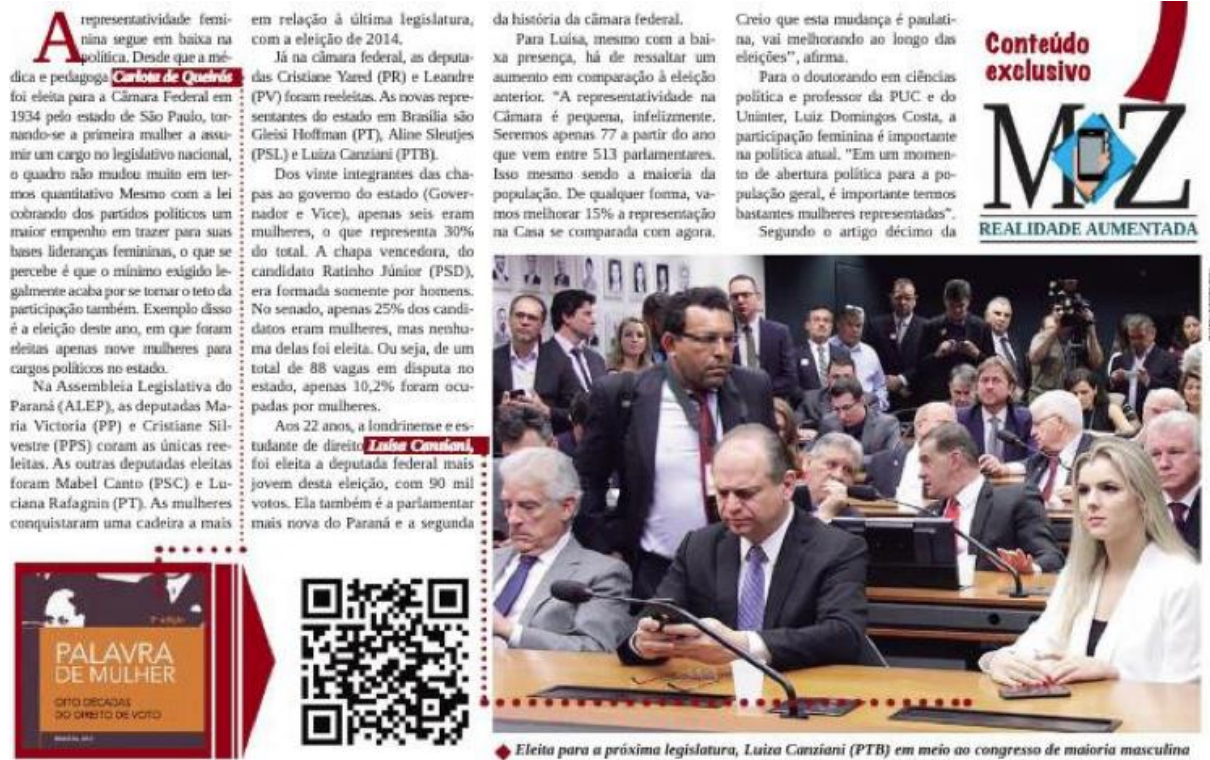 A representatividade femi-
nina segue em baixa na
política. Desde que a mé-
dica e pedagoga Carlota de Queirós
foi eleita para a Câmara Federal em
1934 pelo estado de São Paulo, tor-
nando-se a primeira mulher a assu-
mir um cargo no legislativo nacional,
o quadro não mudou muito em ter-
mos quantitativo Mesmo com a lei
cobrando dos partidos políticos um
maior empenho em trazer para suas
bases lideranças femininas, o que se
percebe é que o mínimo exigido le-
galmente acaba por se tornar o teto da
participação também. Exemplo disso
é a eleição deste ano, em que foram
eleitas apenas nove mulheres para
cargos políticos no estado.
Na Assembleia Legislativa do
Paraná (ALEP), as deputadas Ma-
ria Victoria (PP) e Cristiane Sil-
vestre (PPS) coram as únicas ree-
leitas. As outras deputadas eleitas
foram Mabel Canto (PSC) e Lu-
ciana Rafagnin (PT). As mulheres
conquistaram uma cadeira a mais
em relação à última legislatura,
com a eleição de 2014.
Já na câmara federal, as deputa-
das Cristiane Yared (PR) e Leandre
(PV) foram reeleitas. As novas repre-
sentantes do estado em Brasília são
Gleisi Hoffman (PT), Aline Sleutjes
(PSL) e Luiza Canziani (PTB).
Dos vinte integrantes das cha-
pas ao governo do estado (Gover-
nador e Vice), apenas seis eram
mulheres, o que representa 30%
do total. A chapa vencedora, do
candidato Ratinho Júnior (PSD),
era formada somente por homens.
No senado, apenas 25% dos candi-
datos eram mulheres, mas nenhu-
ma delas foi eleita. Ou seja, de um
total de 88 vagas em disputa no
estado, apenas 10,2% foram ocu-
padas por mulheres.
Aos 22 anos, a londrinense e es-
tudante de direito Luísa Canziani,
foi eleita a deputada federal mais
jovem desta eleição, com 90 mil
votos. Ela também é a parlamentar
mais nova do Paraná e a segunda
da história da câmara federal.
Para Luísa, mesmo com a bai-
xa presença, há de ressaltar um
aumento em comparação à eleição
anterior. "A representatividade na
Câmara é pequena, infelizmente.
Seremos apenas 77 a partir do ano
que vem entre 513 parlamentares.
Isso mesmo sendo a maioria da
população. De qualquer forma, va-
mos melhorar 15% a representação
na Casa se comparada com agora.
Creio que esta mudança é paulati-
na, vai melhorando ao longo das
eleições", afirma.
Para o doutorando em ciências
política e professor da PUC e do
Uninter, Luiz Domingos Costa, a
participação feminina é importante
na política atual. "Em um momen-
to de abertura política para a po-
pulação geral, é importante termos
bastantes mulheres representadas".
Segundo o artigo décimo da
Conteúdo
exclusivo
MZ
REALIDADE AUMENTADA
PALAVRA
DE MULHER
OITO DÉCADAS
DO DIREITO DE VOTO
Eleita para a próxima legislatura, Luiza Canziani (PTB) em meio ao congresso de maioria masculina